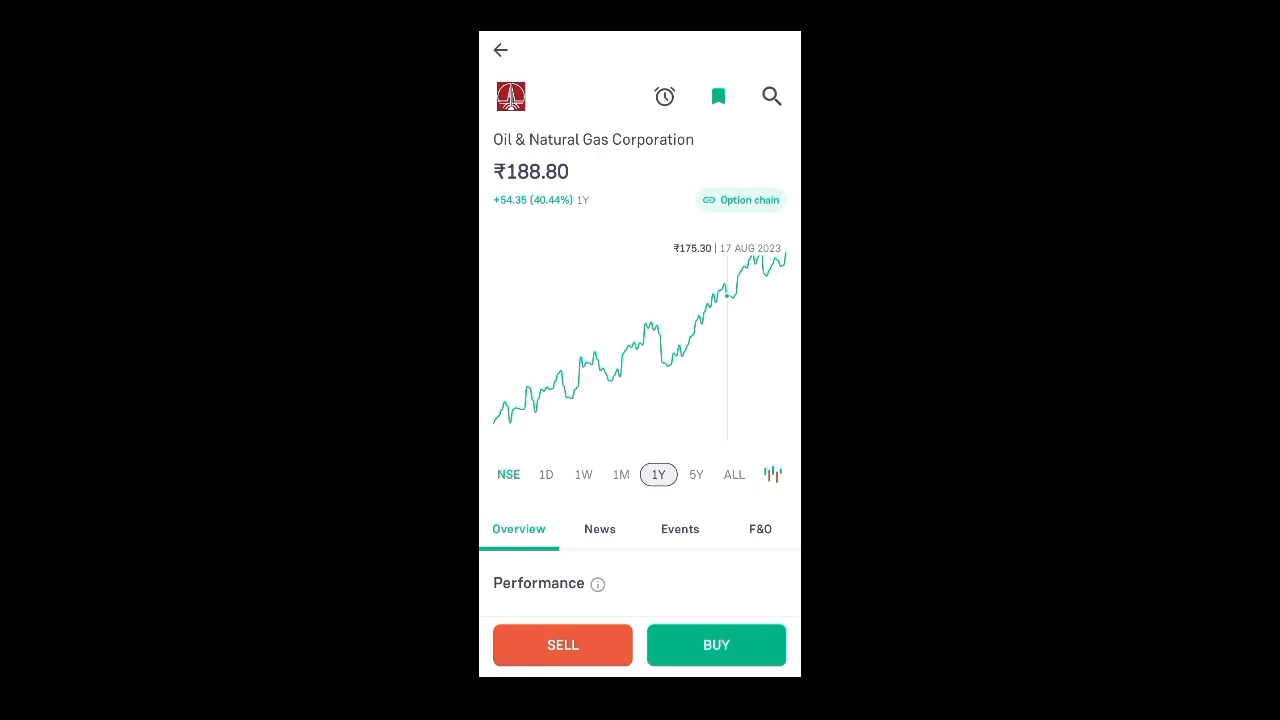 Oil & Natural Gas Corporation
₹188.80
+54.35 (40.44%) 1Y
Option chain
₹175.30 | 17 AUG 2023
NSE 1D 1W 1M 1Y 5Y ALL
Overview News Events F&O
Performance
SELL BUY